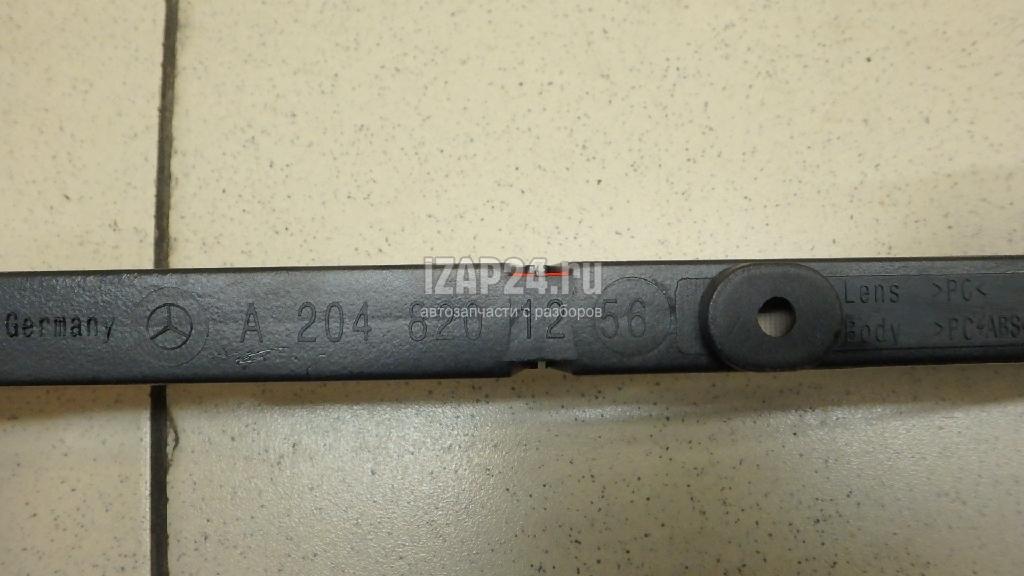 iZAP24.ru
автозапчасти с разборов
Germany A 204 820 12 56
Lens >PC<
Body >PC+ABS